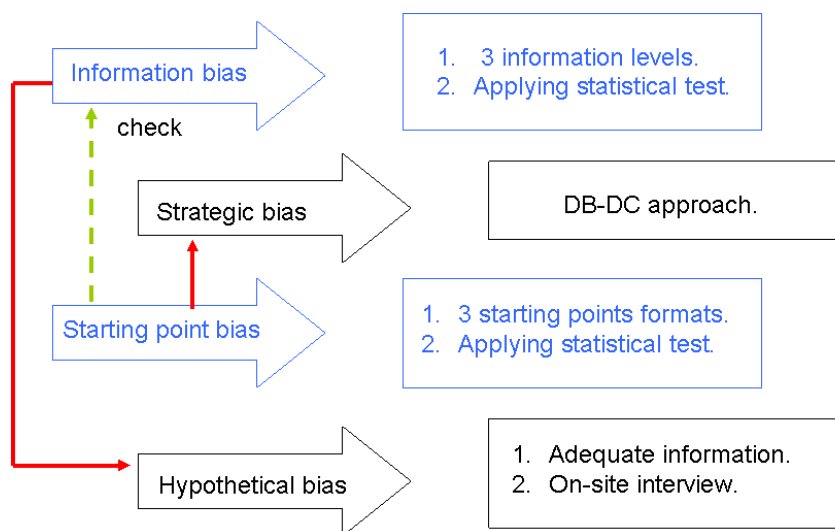 Information bias
1. 3 information levels.
2. Applying statistical test.
check
Strategic bias
DB-DC approach.
Starting point bias
1. 3 starting points formats.
2. Applying statistical test.
Hypothetical bias
1. Adequate information.
2. On-site interview.